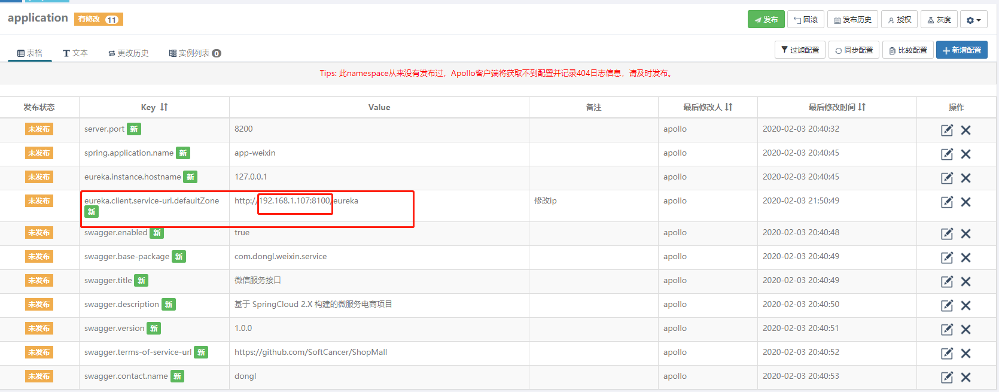 application 有修改 11 发布 回滚 发布历史 授权 灰度
表格 文本 更改历史 实例列表 0 过滤配置 同步配置 比较配置 新增配置
Tips: 此namespace从来没有发布过，Apollo客户端将获取不到配置并记录404日志信息，请及时发布。
发布状态 Key Value 备注 最后修改人 最后修改时间 操作
未发布 server.port 新 8200 apollo 2020-02-03 20:40:32
未发布 spring.application.name 新 app-weixin apollo 2020-02-03 20:40:45
未发布 eureka.instance.hostname 新 127.0.0.1 apollo 2020-02-03 20:40:45
未发布 eureka.client.service-url.defaultZone http://192.168.1.107:8100/eureka 修改ip apollo 2020-02-03 21:50:49
新
未发布 swagger.enabled 新 true apollo 2020-02-03 20:40:48
未发布 swagger.base-package 新 com.dongl.weixin.service apollo 2020-02-03 20:40:49
未发布 swagger.title 新 微信服务接口 apollo 2020-02-03 20:40:49
未发布 swagger.description 新 基于 SpringCloud 2.X 构建的微服务电商项目 apollo 2020-02-03 20:40:50
未发布 swagger.version 新 1.0.0 apollo 2020-02-03 20:40:51
未发布 swagger.terms-of-service-url 新 https://github.com/SoftCancer/ShopMall apollo 2020-02-03 20:40:52
未发布 swagger.contact.name 新 dongl apollo 2020-02-03 20:40:53